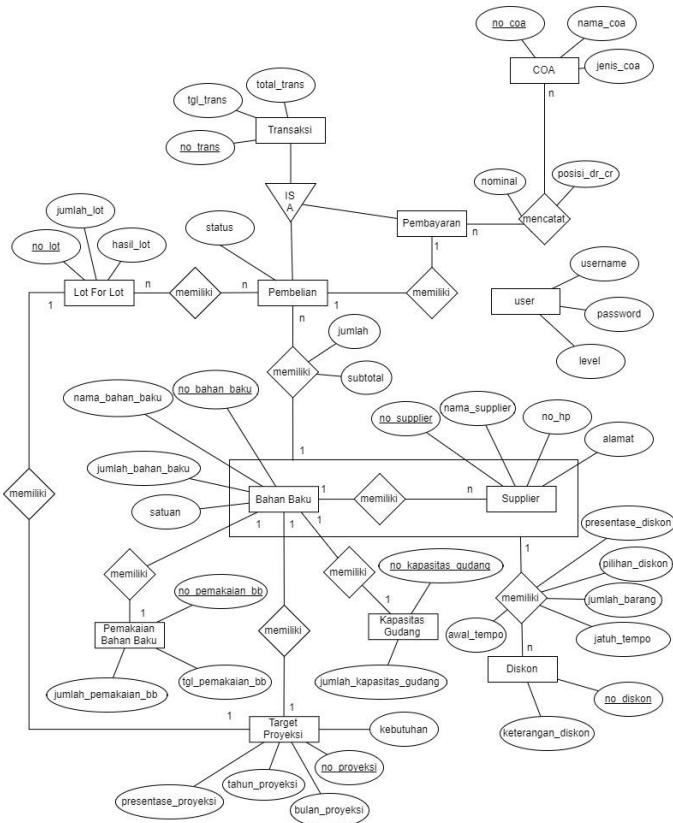 no_coa
nama_coa
jenis_coa
COA
n
total_trans
tgl_trans
no_trans
Transaksi
IS
A
nominal
posisi_dr_cr
mencatat
Pembayaran
n
1
jumlah_lot
no_lot
hasil_lot
status
Lot For Lot
1
n
memiliki
n
Pembelian
1
memiliki
n
user
username
password
level
memiliki
jumlah
subtotal
1
nama_bahan_baku
no_bahan_baku
jumlah_bahan_baku
satuan
no_supplier
nama_supplier
no_hp
alamat
memiliki
Bahan Baku
1
memiliki
n
Supplier
1
1
1
1
memiliki
memiliki
no_kapasitas_gudang
1
Kapasitas
Gudang
jumlah_kapasitas_gudang
presentase_diskon
pilihan_diskon
memiliki
jumlah_barang
awal_tempo
jatuh_tempo
n
Diskon
no_diskon
keterangan_diskon
1
no_pemakaian_bb
Pemakaian
Bahan Baku
jumlah_pemakaian_bb
tgl_pemakaian_bb
memiliki
1
1
Target
Proyeksi
kebutuhan
no_proyeksi
tahun_proyeksi
presentase_proyeksi
bulan_proyeksi